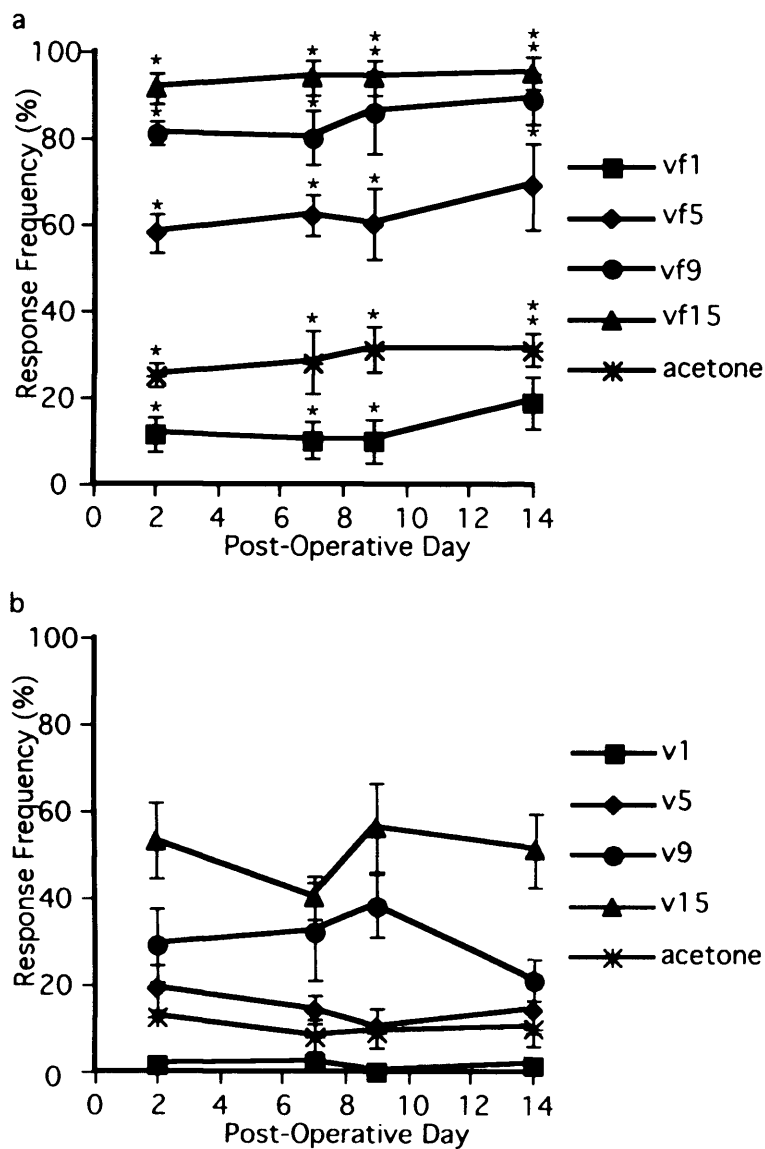 a
Response Frequency (%)
100
80
60
40
20
0
* * * * * *
* * * *
* * * *
* * * * *
* * *
0 2 4 6 8 10 12 14
Post-Operative Day
vf1
vf5
vf9
vf15
acetone
b
Response Frequency (%)
100
80
60
40
20
0
0 2 4 6 8 10 12 14
Post-Operative Day
v1
v5
v9
v15
acetone